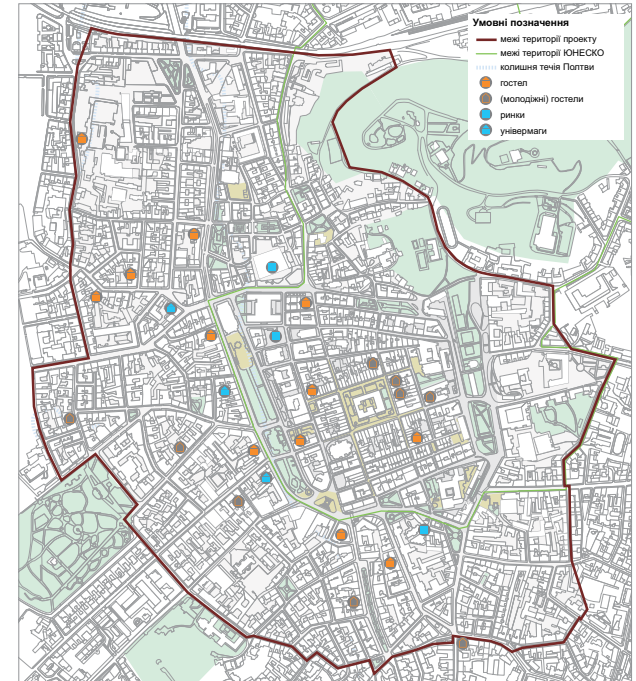 Умовні позначення
межі території проекту
межі території ЮНЕСКО
колишня течія Полтви
гостел
(молодіжні) гостели
ринки
універмаги